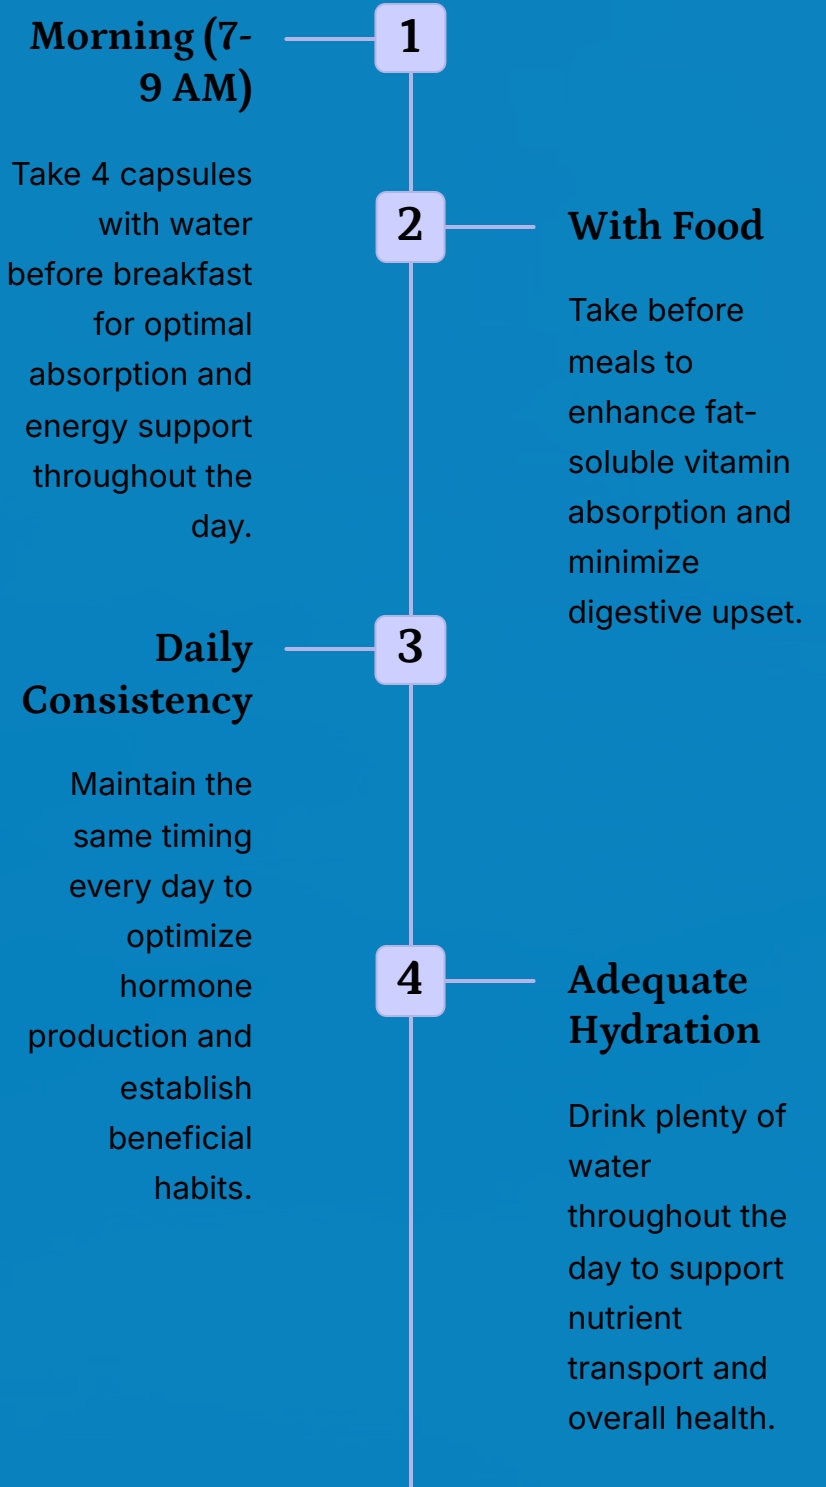 1
Morning (7-
9 AM)
Take 4 capsules
with water
before breakfast
for optimal
absorption and
energy support
throughout the
day.
2
With Food
Take before
meals to
enhance fat-
soluble vitamin
absorption and
minimize
digestive upset.
3
Daily
Consistency
Maintain the
same timing
every day to
optimize
hormone
production and
establish
beneficial
habits.
4
Adequate
Hydration
Drink plenty of
water
throughout the
day to support
nutrient
transport and
overall health.